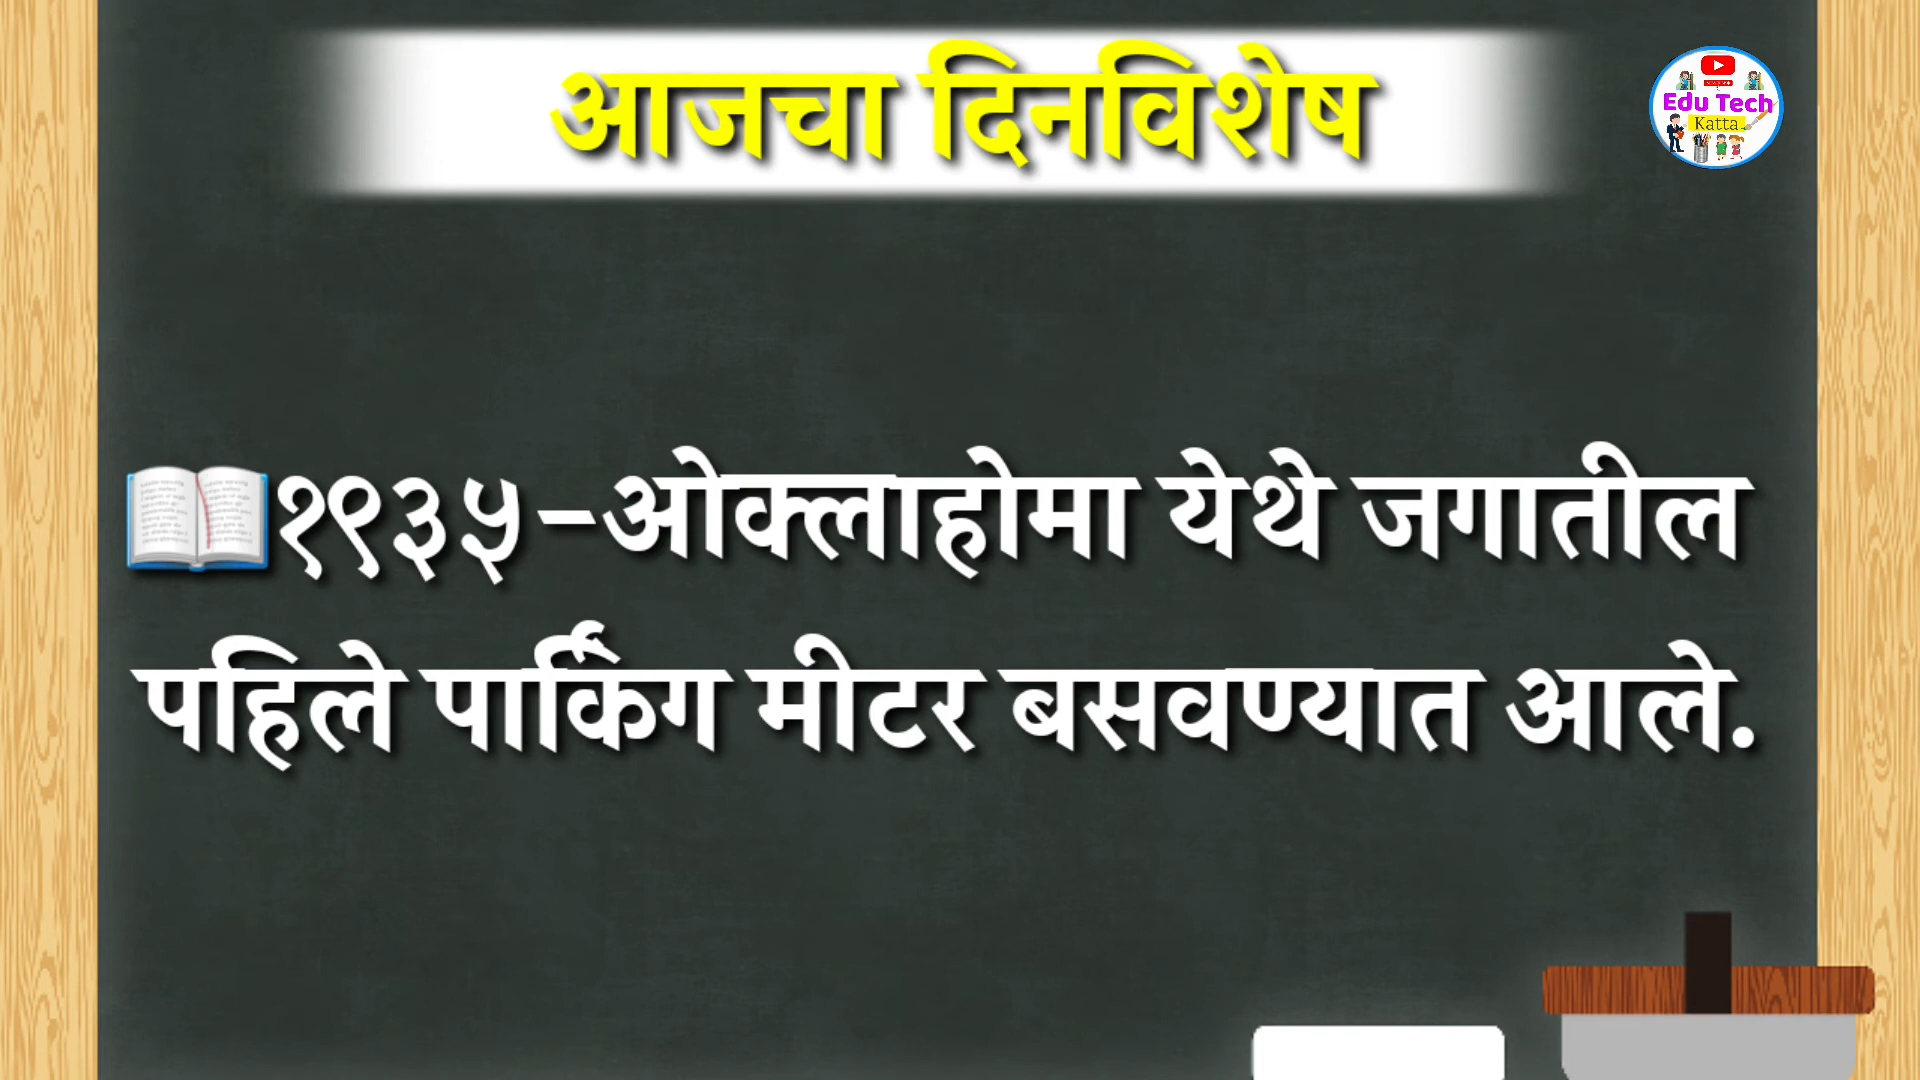 आजचा दिनविशेष
Edu Tech
Katta
📖१९३५-ओक्लाहोमा येथे जगातील
पहिले पार्किंग मीटर बसवण्यात आले.